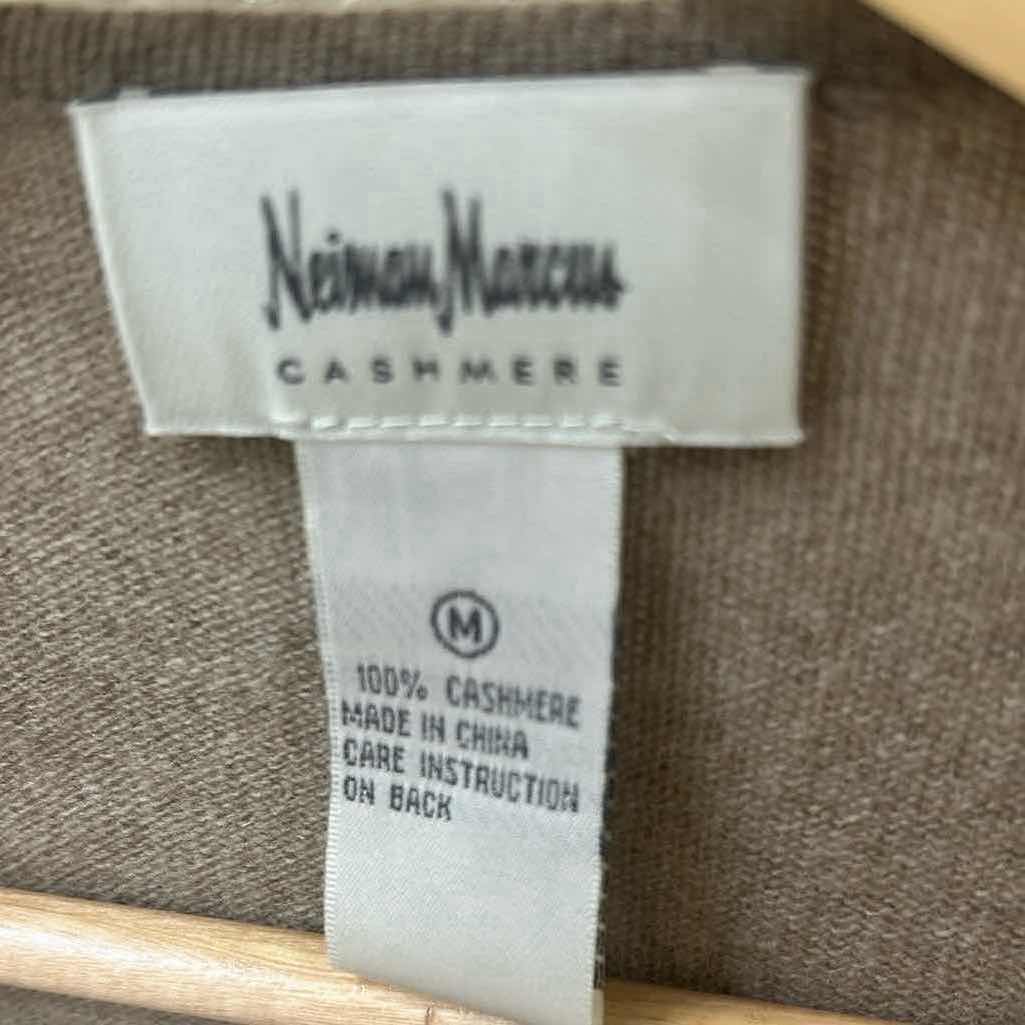 Neiman Marcus
CASHMERE
M
100% CASHMERE
MADE IN CHINA
CARE INSTRUCTION
ON BACK